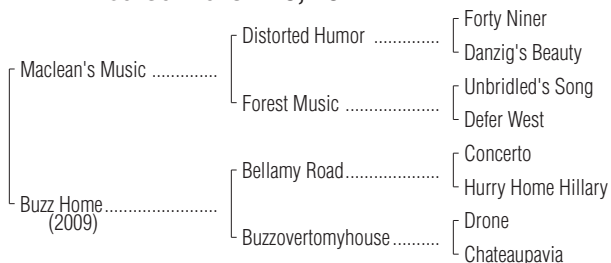 Forty Niner
Distorted Humor ..............
Danzig's Beauty
Maclean's Music ..............
Unbridled's Song
Forest Music ....................
Defer West
Concerto
Bellamy Road....................
Hurry Home Hillary
Buzz Home........................
(2009)
Drone
Buzzovertomyhouse..........
Chateaupavia